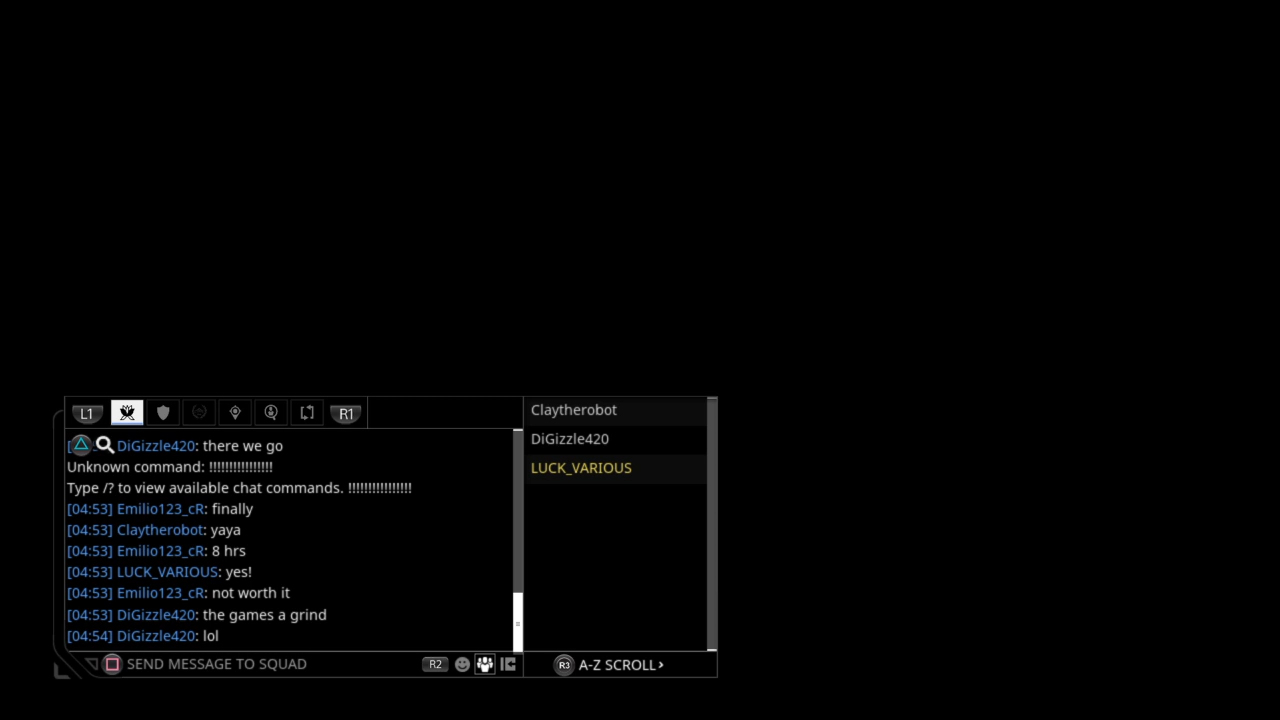 L1 R1
DiGizzle420: there we go
Unknown command: !!!!!!!!!!!!!!!!
Type /? to view available chat commands. !!!!!!!!!!!!!!!!
[04:53] Emilio123_cR: finally
[04:53] Claytherobot: yaya
[04:53] Emilio123_cR: 8 hrs
[04:53] LUCK_VARIOUS: yes!
[04:53] Emilio123_cR: not worth it
[04:53] DiGizzle420: the games a grind
[04:54] DiGizzle420: lol
SEND MESSAGE TO SQUAD R2
Claytherobot
DiGizzle420
LUCK_VARIOUS
R3 A-Z SCROLL›